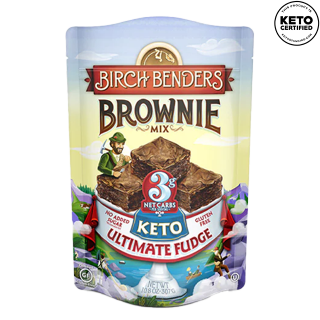 KETO
CERTIFIED
BIRCH BENDERS
BROWNIE
MIX
3g
NET CARBS
KETO
NO ADDED
SUGAR
GLUTEN
FREE
ULTIMATE FUDGE
GF
NET WT